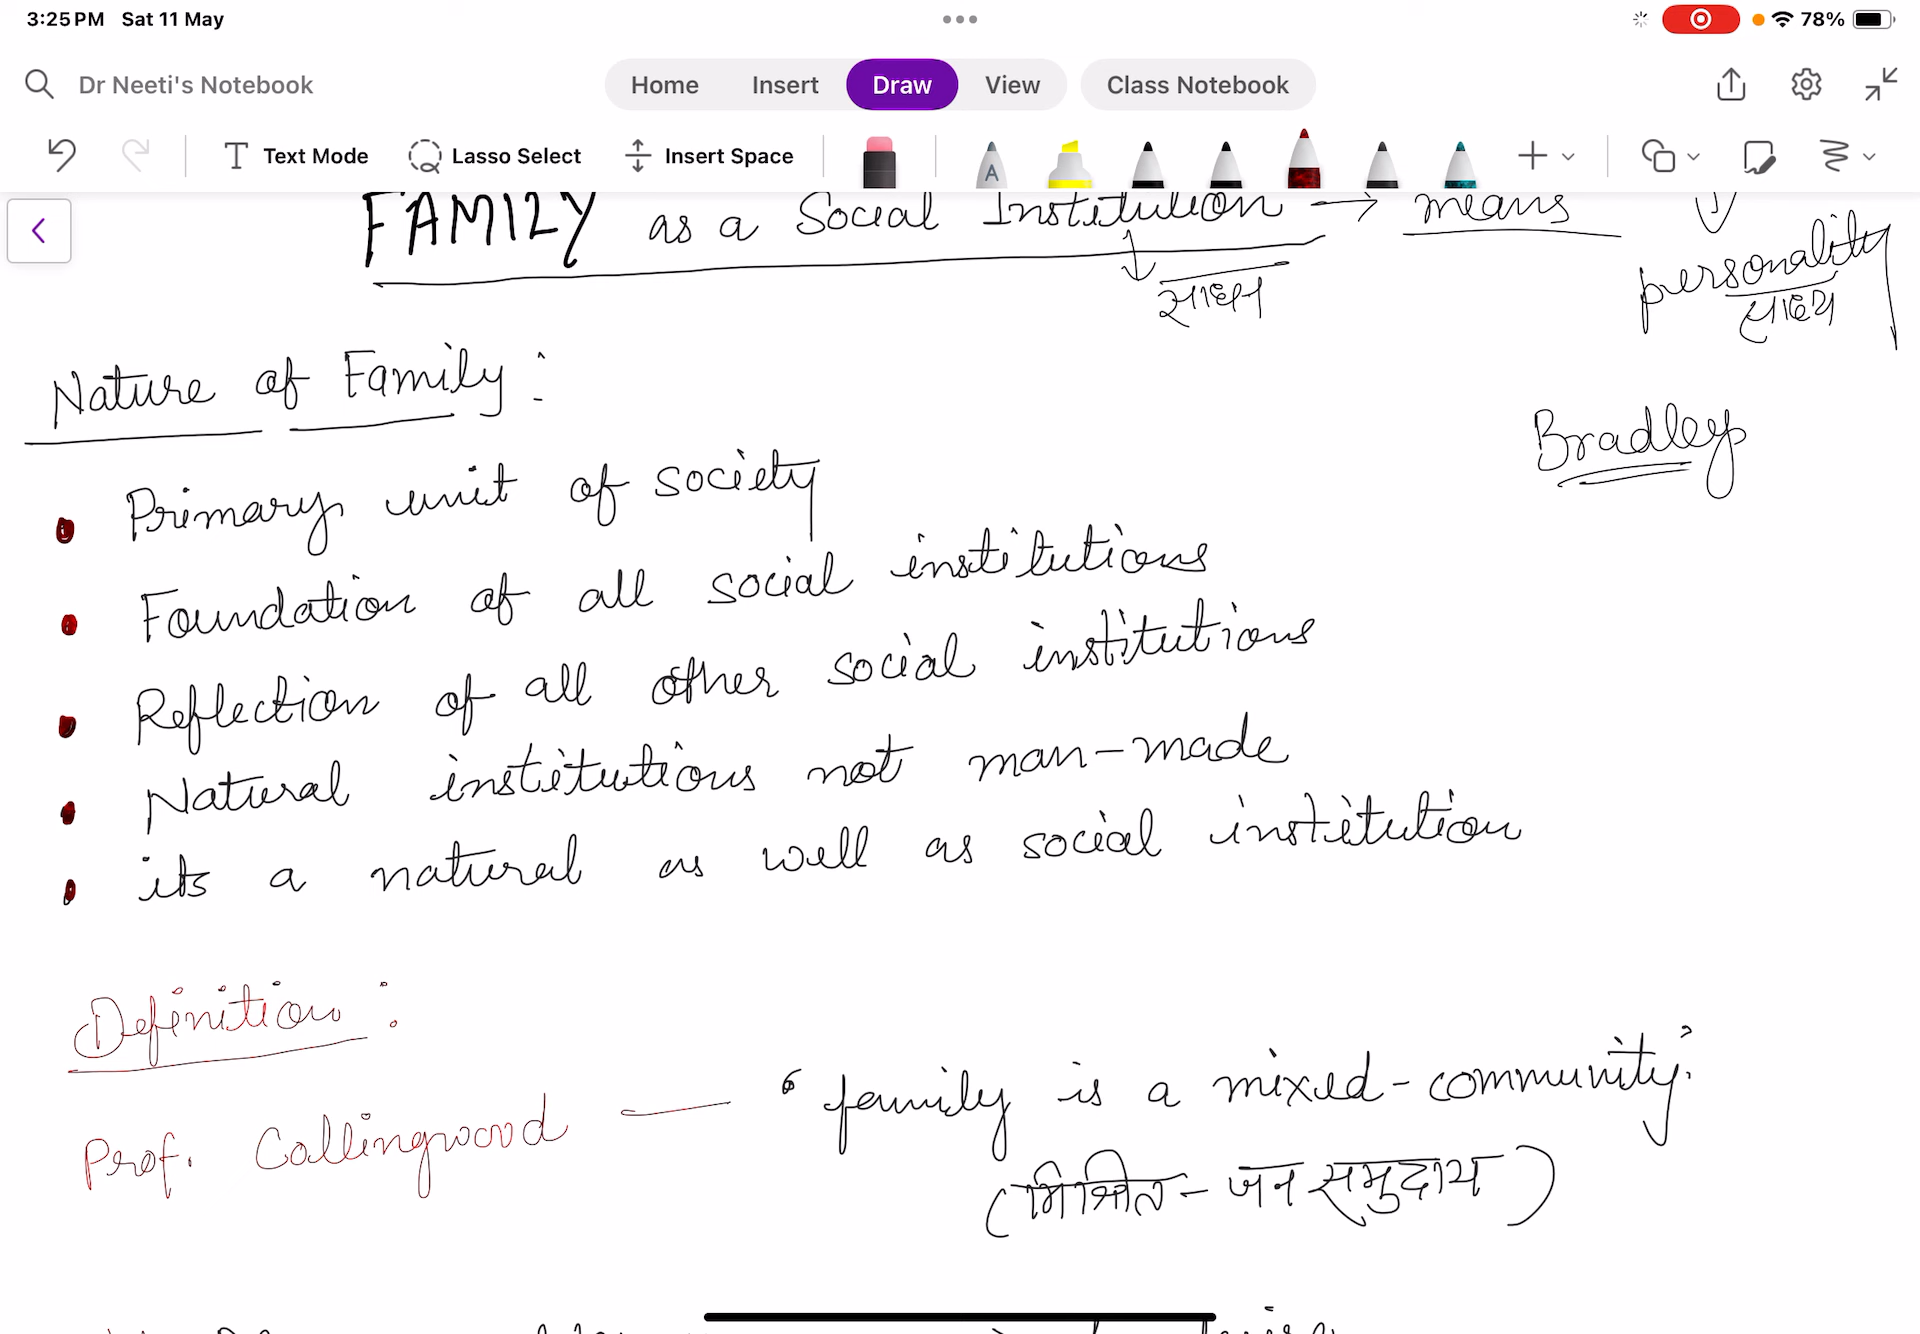 3:25 PM Sat 11 May 78%
Dr Neeti's Notebook Home Insert Draw View Class Notebook
Text Mode Lasso Select Insert Space A
FAMILY as a Social Institution → means
साधन
personality
साध्य
Nature of Family :
Bradley
Primary unit of society
Foundation of all social institutions
Reflection of all other social institutions
Natural institutions not man-made
its a natural as well as social institution
Definition :
Prof. Collingwood — ‘family is a mixed-community.’
(मिश्रित - जन समुदाय)